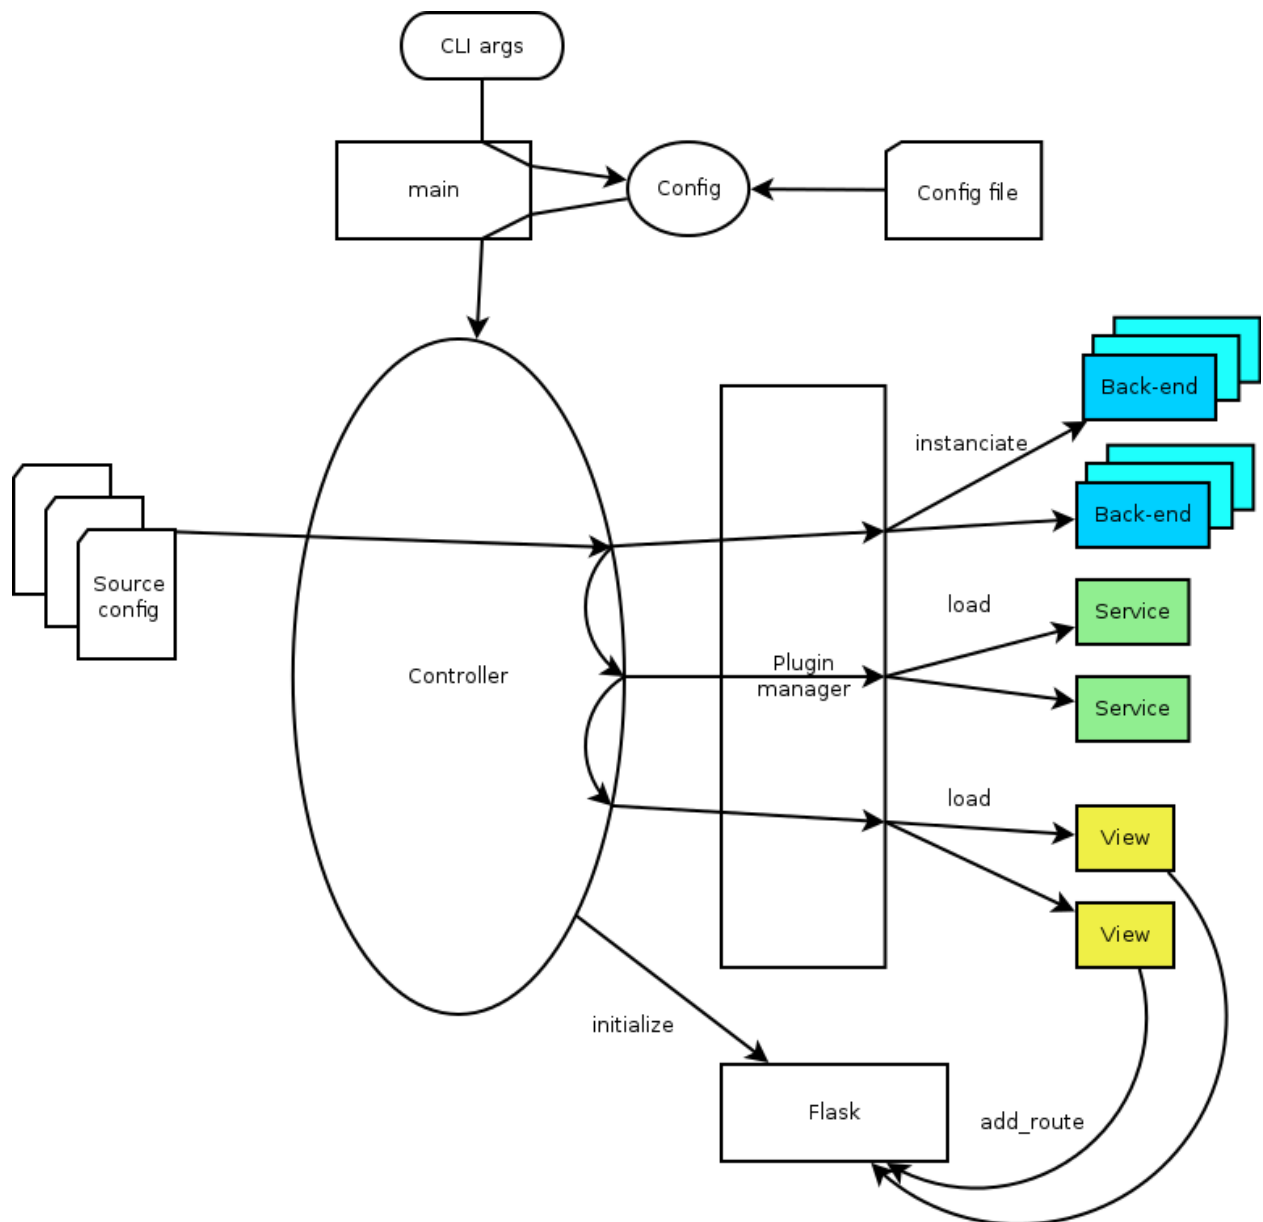 CLI args
main
Config
Config file
Back-end
instanciate
Back-end
Source
config
load
Service
Controller
Plugin
manager
Service
load
View
View
initialize
Flask
add_route